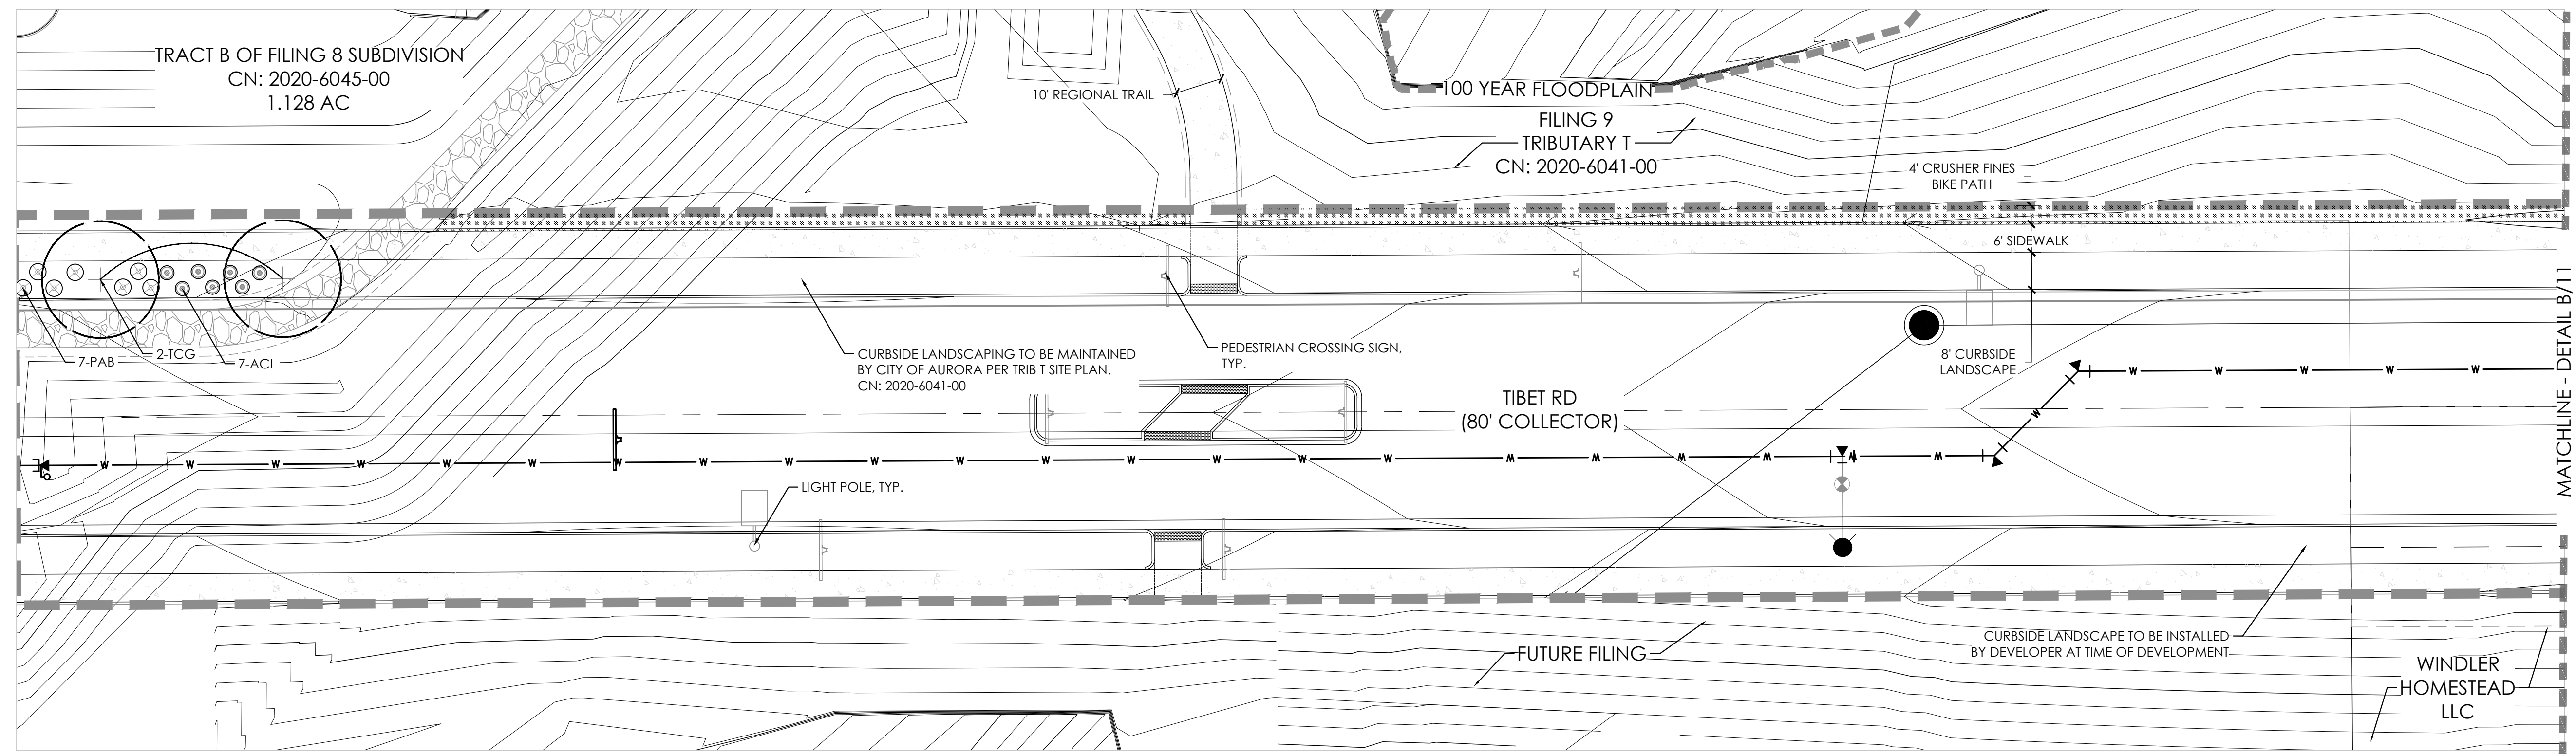 TRACT B OF FILING 8 SUBDIVISION
CN: 2020-6045-00
1.128 AC
10' REGIONAL TRAIL
100 YEAR FLOODPLAIN
FILING 9
TRIBUTARY T
CN: 2020-6041-00
4' CRUSHER FINES
BIKE PATH
6' SIDEWALK
7-PAB
2-TCG
7-ACL
CURBSIDE LANDSCAPING TO BE MAINTAINED
BY CITY OF AURORA PER TRIB T SITE PLAN.
CN: 2020-6041-00
PEDESTRIAN CROSSING SIGN,
TYP.
8' CURBSIDE
LANDSCAPE
TIBET RD
(80' COLLECTOR)
W W W W W
W
W W W W W W W W W W W W W W W W W W W W W W
LIGHT POLE, TYP.
MATCHLINE - DETAIL B/11
FUTURE FILING
CURBSIDE LANDSCAPE TO BE INSTALLED
BY DEVELOPER AT TIME OF DEVELOPMENT
WINDLER
HOMESTEAD
LLC